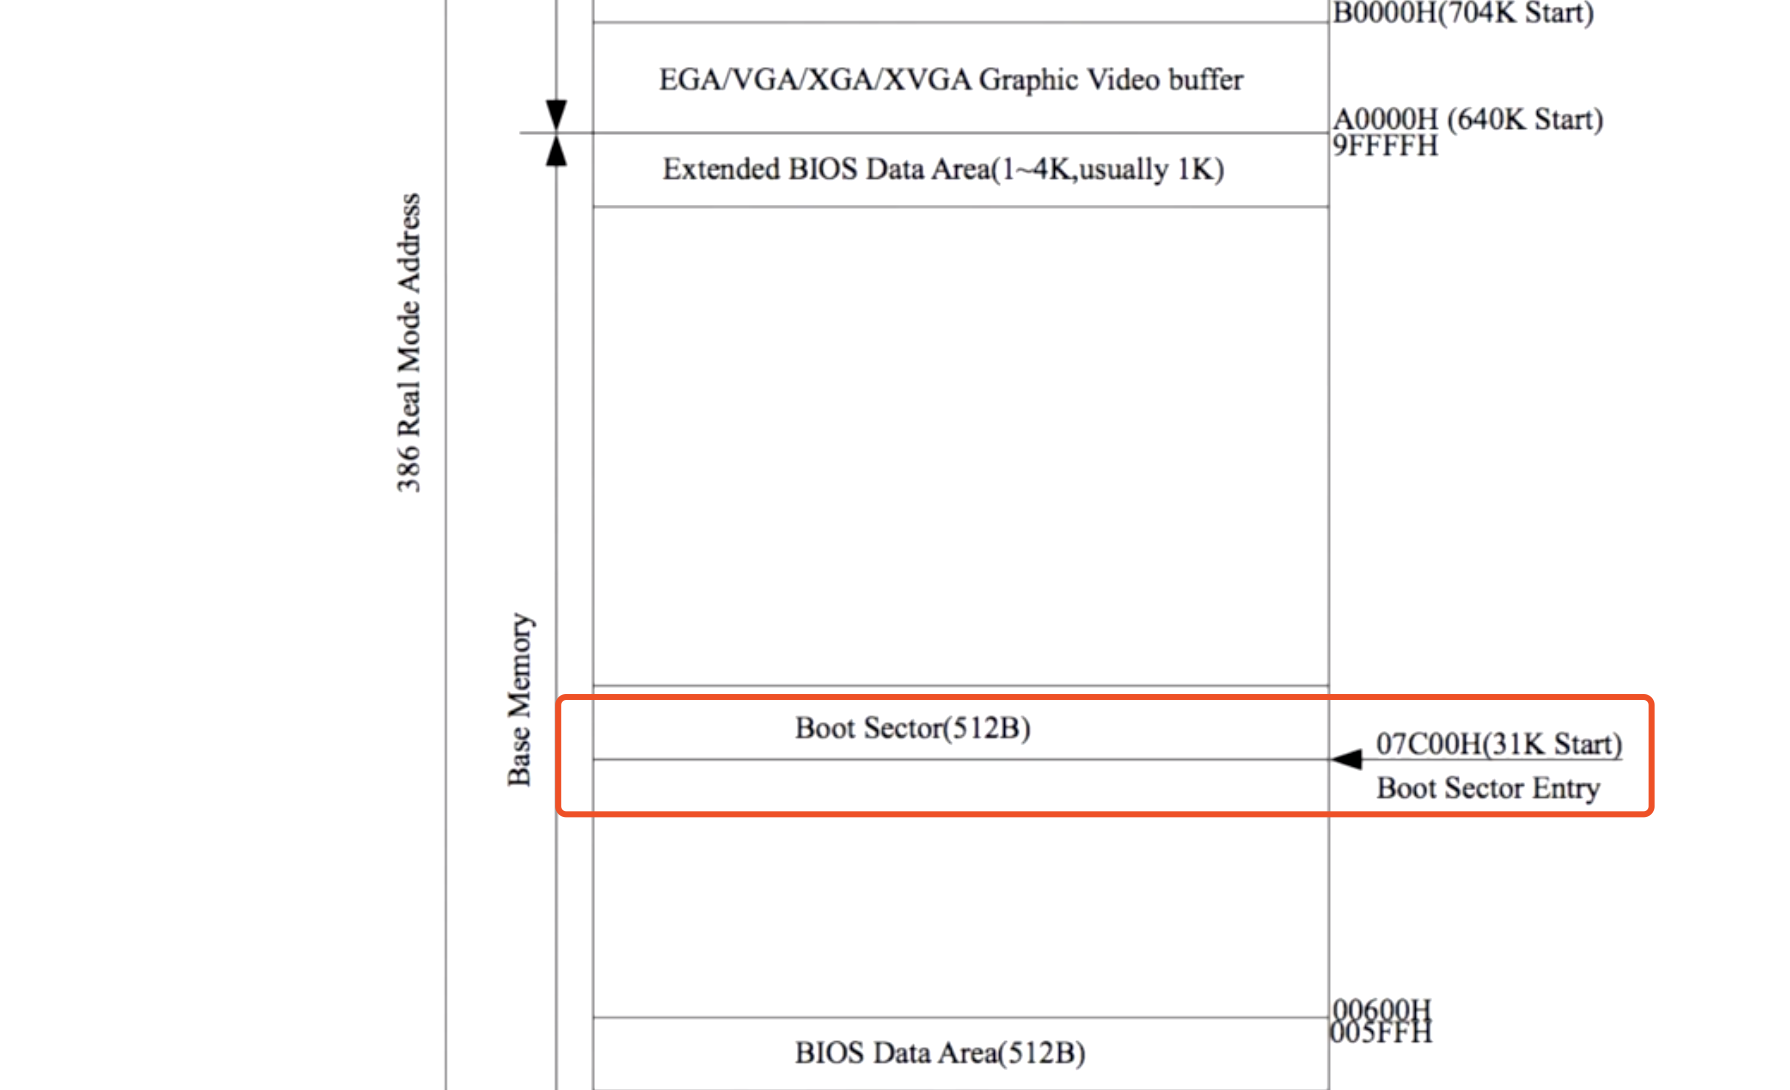 B0000H(704K Start)
EGA/VGA/XGA/XVGA Graphic Video buffer
A0000H (640K Start)
9FFFFH
Extended BIOS Data Area(1~4K,usually 1K)
386 Real Mode Address
Base Memory
Boot Sector(512B)
07C00H(31K Start)
Boot Sector Entry
00600H
005FFH
BIOS Data Area(512B)